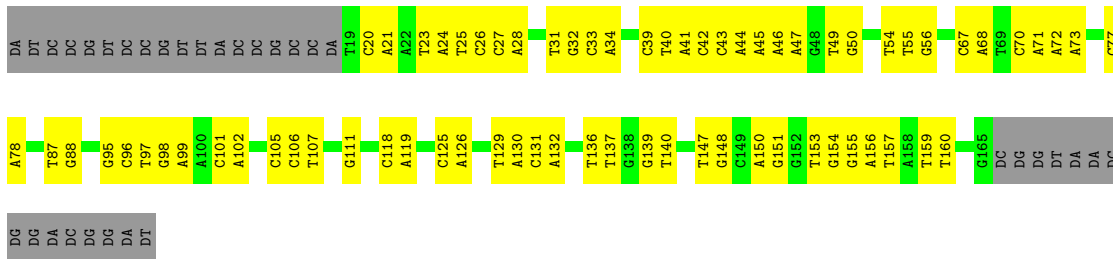 DA DT DC DC DG DT DC DC DG DT DT DA DC DC DG DC DC DA T19 C20 A21 A22 T23 A24 T25 C26 C27 A28 T31 G32 C33 A34 C39 T40 A41 C42 C43 A44 A45 A46 A47 G48 T49 G50 T54 T55 G56 C67 A68 T69 C70 A71 A72 A73 C77
A78 T87 G88 G95 C96 T97 G98 A99 A100 C101 A102 C105 C106 T107 G111 C118 A119 C125 A126 T129 A130 C131 A132 T136 T137 G138 G139 T140 T147 G148 C149 A150 G151 G152 T153 G154 G155 A156 T157 A158 T159 T160 G165 DC DG DG DT DA DA
DG DG DA DC DG DG DA DT